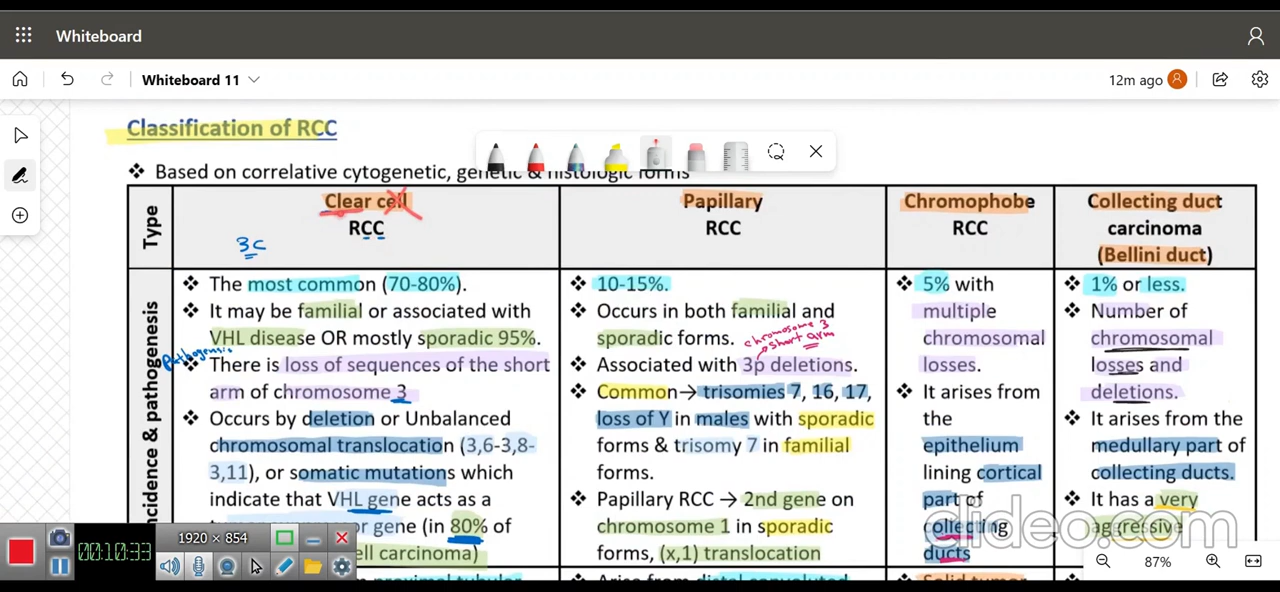 Whiteboard
Whiteboard 11
12m ago
Classification of RCC
❖ Based on correlative cytogenetic, genetic & histologic forms
Type
Clear cell
RCC
3C
Papillary
RCC
Chromophobe
RCC
Collecting duct
carcinoma
(Bellini duct)
Incidence & pathogenesis
❖ The most common (70-80%).
❖ It may be familial or associated with
VHL disease OR mostly sporadic 95%.
Pathogenesis
❖ There is loss of sequences of the short
arm of chromosome 3
❖ Occurs by deletion or Unbalanced
chromosomal translocation (3,6-3,8-
3,11), or somatic mutations which
indicate that VHL gene acts as a
or gene (in 80% of
ell carcinoma)
proximal tubular
❖ 10-15%.
❖ Occurs in both familial and
sporadic forms.
chromosome 3
short arm
❖ Associated with 3p deletions.
❖ Common→ trisomies 7, 16, 17,
loss of Y in males with sporadic
forms & trisomy 7 in familial
forms.
❖ Papillary RCC → 2nd gene on
chromosome 1 in sporadic
forms, (x,1) translocation
Arise from distal convoluted
❖ 5% with
multiple
chromosomal
losses.
❖ It arises from
the
epithelium
lining cortical
part of
collecting
ducts
Solid tumor
❖ 1% or less.
❖ Number of
chromosomal
losses and
deletions.
❖ It arises from the
medullary part of
collecting ducts.
❖ It has a very
aggressive
clideo.com
00:10:33
1920 × 854
87%